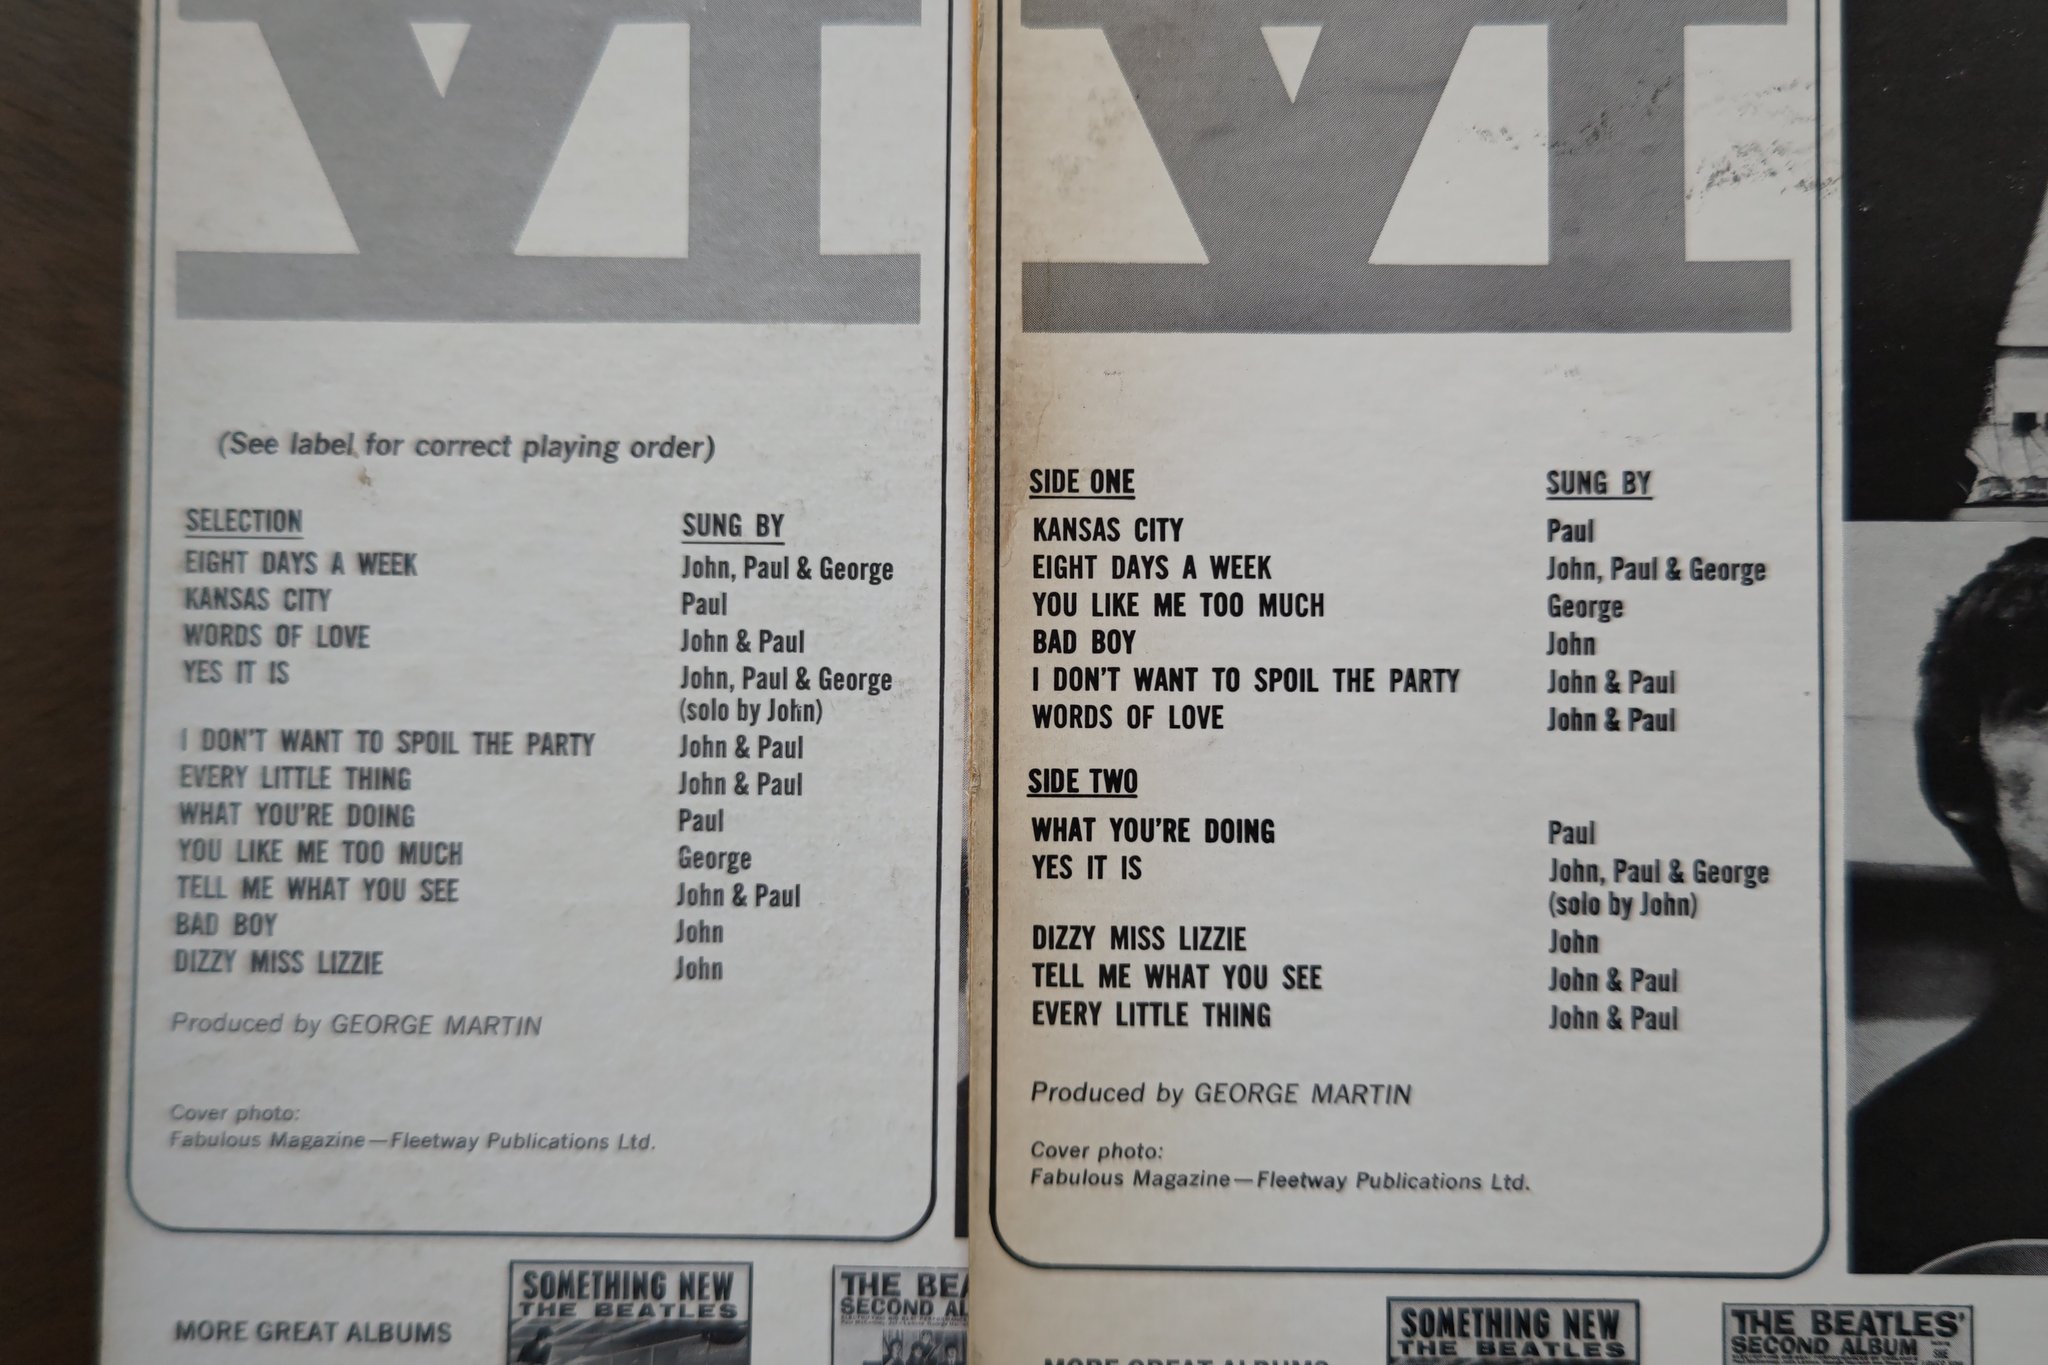 VI
(See label for correct playing order)
SELECTION SUNG BY
EIGHT DAYS A WEEK John, Paul & George
KANSAS CITY Paul
WORDS OF LOVE John & Paul
YES IT IS John, Paul & George
(solo by John)
I DON'T WANT TO SPOIL THE PARTY John & Paul
EVERY LITTLE THING John & Paul
WHAT YOU'RE DOING Paul
YOU LIKE ME TOO MUCH George
TELL ME WHAT YOU SEE John & Paul
BAD BOY John
DIZZY MISS LIZZIE John
Produced by GEORGE MARTIN
Cover photo:
Fabulous Magazine—Fleetway Publications Ltd.
MORE GREAT ALBUMS
SOMETHING NEW
THE BEATLES
THE BEA
SECOND AL
VI
SIDE ONE SUNG BY
KANSAS CITY Paul
EIGHT DAYS A WEEK John, Paul & George
YOU LIKE ME TOO MUCH George
BAD BOY John
I DON'T WANT TO SPOIL THE PARTY John & Paul
WORDS OF LOVE John & Paul
SIDE TWO
WHAT YOU'RE DOING Paul
YES IT IS John, Paul & George
(solo by John)
DIZZY MISS LIZZIE John
TELL ME WHAT YOU SEE John & Paul
EVERY LITTLE THING John & Paul
Produced by GEORGE MARTIN
Cover photo:
Fabulous Magazine—Fleetway Publications Ltd.
MORE GREAT ALBUMS
SOMETHING NEW
THE BEATLES
THE BEATLES'
SECOND ALBUM